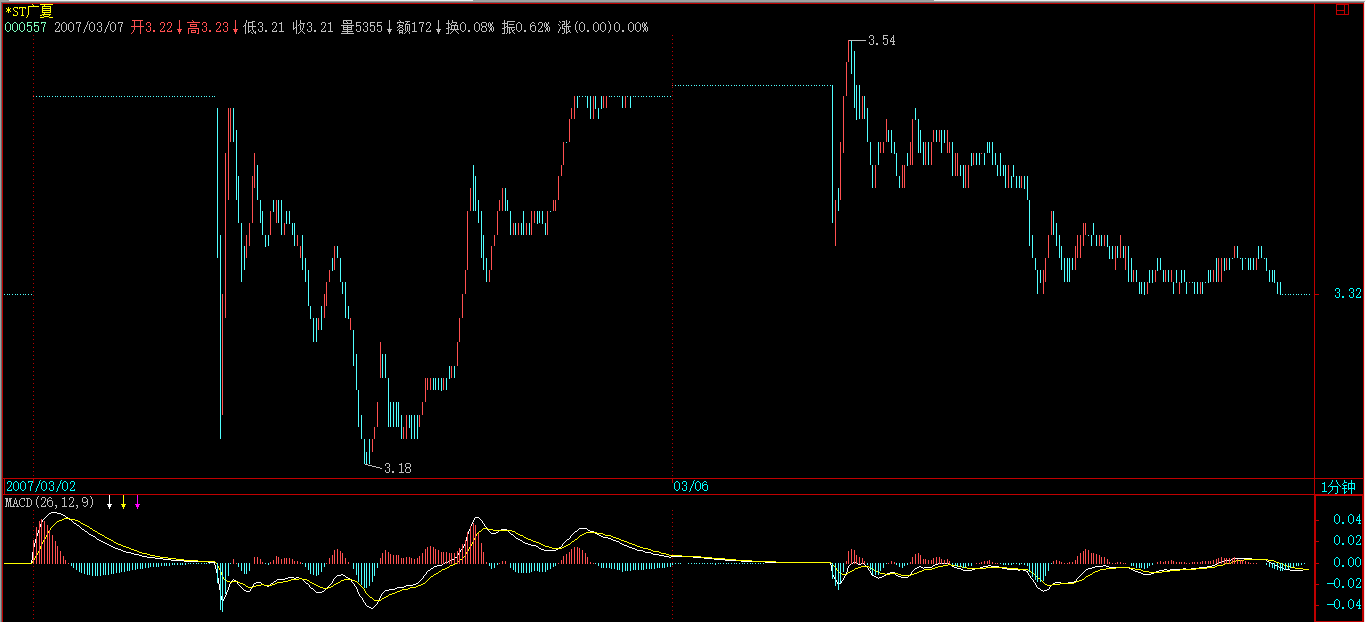 *ST广夏
000557 2007/03/07 开3.22↓高3.23↓低3.21 收3.21 量5355↓额172↓换0.08% 振0.62% 涨(0.00)0.00%
日
3.54
3.32
3.18
2007/03/02 03/06 1分钟
MACD(26,12,9) ↓ ↓ ↓
0.04
0.02
0.00
-0.02
-0.04